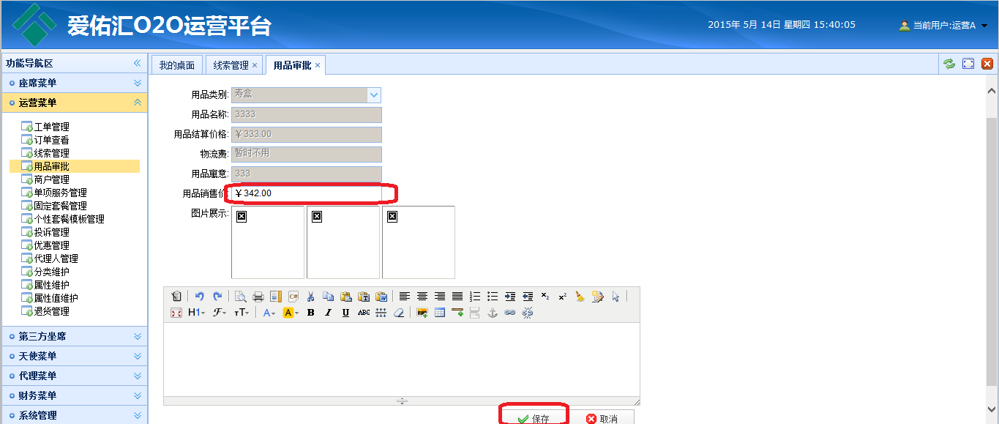 爱佑汇O2O运营平台
2015年 5月 14日 星期四 15:40:05
当前用户:运营A
功能导航区
座席菜单
运营菜单
工单管理
订单查看
线索管理
用品审批
商户管理
单项服务管理
固定套餐管理
个性套餐模板管理
投诉管理
优惠管理
代理人管理
分类维护
属性维护
属性值维护
退货管理
第三方坐席
天使菜单
代理菜单
财务菜单
系统管理
我的桌面 线索管理 用品审批
用品类别: 寿盒
用品名称: 3333
用品结算价格: ￥333.00
物流费: 暂时不用
用品寓意: 333
用品销售价: ￥342.00
图片展示:
保存 取消